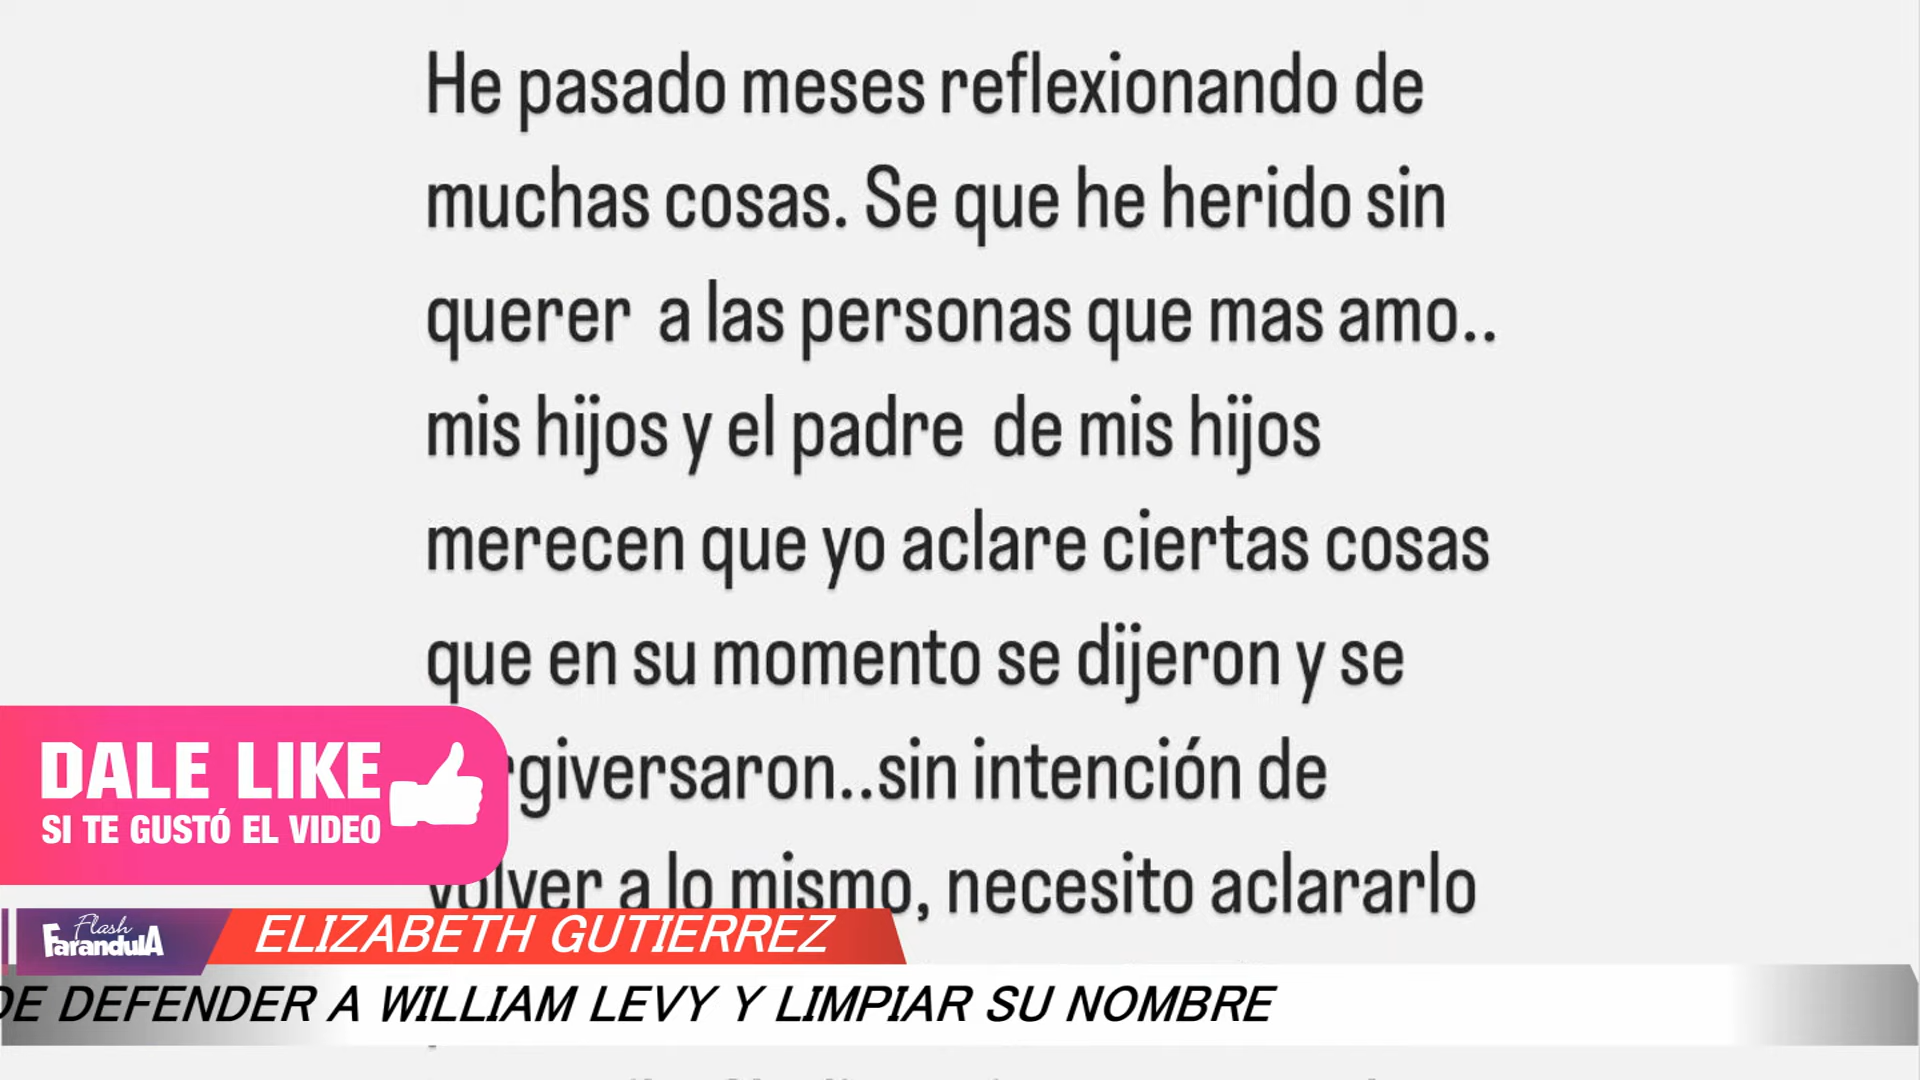 He pasado meses reflexionando de
muchas cosas. Se que he herido sin
querer a las personas que mas amo..
mis hijos y el padre de mis hijos
merecen que yo aclare ciertas cosas
que en su momento se dijeron y se
rgiversaron..sin intención de
volver a lo mismo, necesito aclararlo
DALE LIKE
SI TE GUSTÓ EL VIDEO
Flash
FarandulA
ELIZABETH GUTIERREZ
DE DEFENDER A WILLIAM LEVY Y LIMPIAR SU NOMBRE